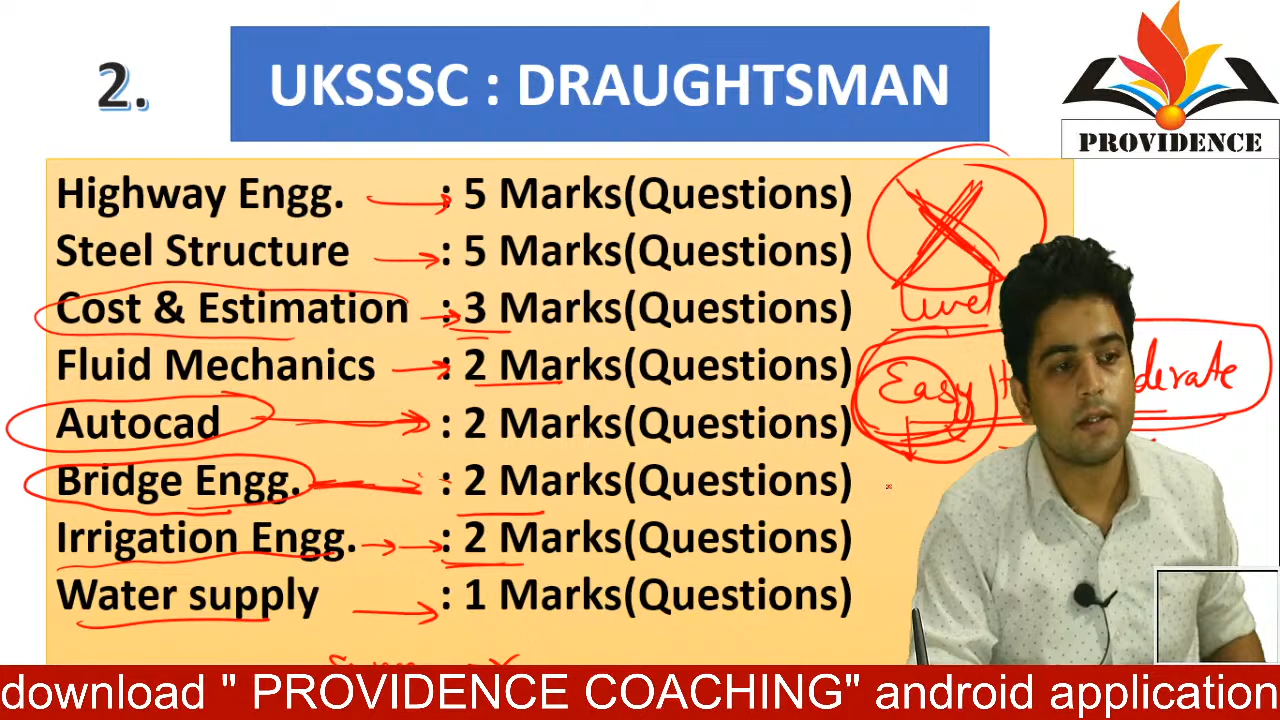 2. UKSSSC : DRAUGHTSMAN
PROVIDENCE
Highway Engg. : 5 Marks(Questions)
Steel Structure : 5 Marks(Questions)
Cost & Estimation : 3 Marks(Questions)
Level
Fluid Mechanics : 2 Marks(Questions)
Easy
derate
Autocad : 2 Marks(Questions)
Bridge Engg. : 2 Marks(Questions)
Irrigation Engg. : 2 Marks(Questions)
Water supply : 1 Marks(Questions)
download " PROVIDENCE COACHING" android application